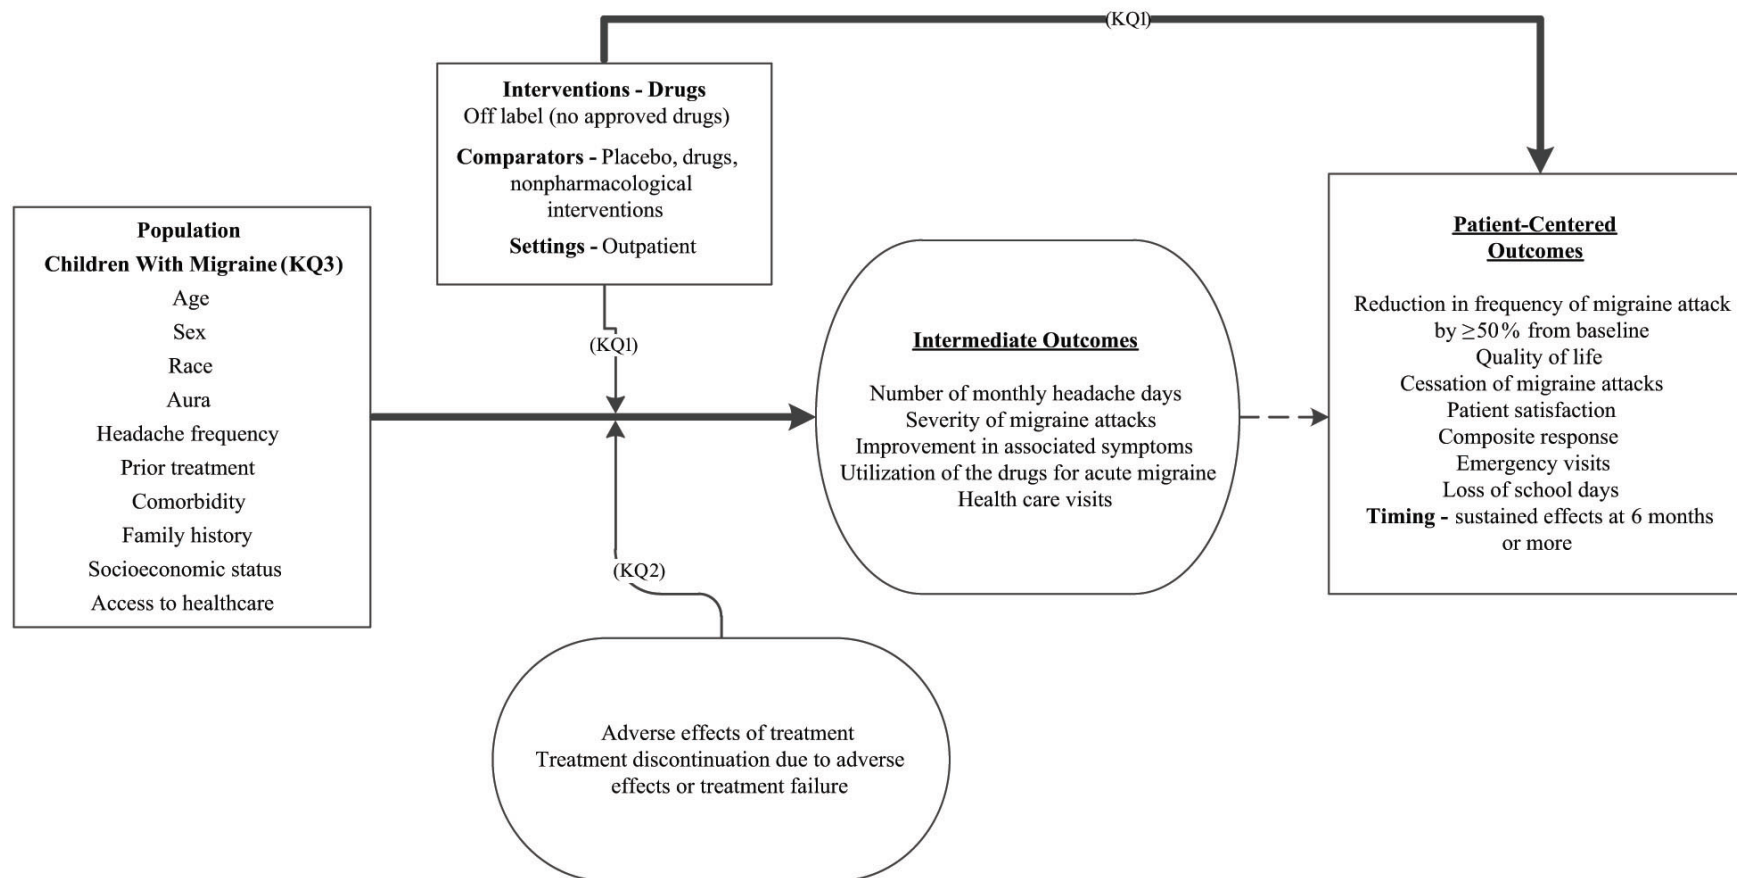 (KQ1)
Interventions - Drugs
Off label (no approved drugs)
Comparators - Placebo, drugs,
nonpharmacological
interventions
Settings - Outpatient
Population
Children With Migraine (KQ3)
Age
Sex
Race
Aura
Headache frequency
Prior treatment
Comorbidity
Family history
Socioeconomic status
Access to healthcare
(KQ1)
(KQ2)
Intermediate Outcomes
Number of monthly headache days
Severity of migraine attacks
Improvement in associated symptoms
Utilization of the drugs for acute migraine
Health care visits
Patient-Centered
Outcomes
Reduction in frequency of migraine attack
by ≥50% from baseline
Quality of life
Cessation of migraine attacks
Patient satisfaction
Composite response
Emergency visits
Loss of school days
Timing - sustained effects at 6 months
or more
Adverse effects of treatment
Treatment discontinuation due to adverse
effects or treatment failure